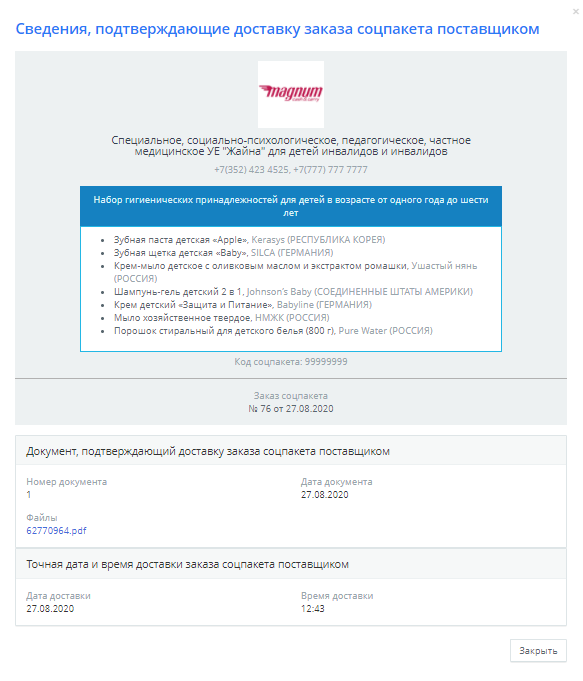 ×
Сведения, подтверждающие доставку заказа соцпакета поставщиком
magnum
cash & carry
Специальное, социально-психологическое, педагогическое, частное
медицинское УЕ "Жайна" для детей инвалидов и инвалидов
+7(352) 423 4525, +7(777) 777 7777
Набор гигиенических принадлежностей для детей в возрасте от одного года до шести
лет
• Зубная паста детская «Apple», Kerasys (РЕСПУБЛИКА КОРЕЯ)
• Зубная щетка детская «Baby», SILCA (ГЕРМАНИЯ)
• Крем-мыло детское с оливковым маслом и экстрактом ромашки, Ушастый нянь
(РОССИЯ)
• Шампунь-гель детский 2 в 1, Johnson's Baby (СОЕДИНЕННЫЕ ШТАТЫ АМЕРИКИ)
• Крем детский «Защита и Питание», Babyline (ГЕРМАНИЯ)
• Мыло хозяйственное твердое, НМЖК (РОССИЯ)
• Порошок стиральный для детского белья (800 г), Pure Water (РОССИЯ)
Код соцпакета: 99999999
Заказ соцпакета
№ 76 от 27.08.2020
Документ, подтверждающий доставку заказа соцпакета поставщиком
Номер документа Дата документа
1 27.08.2020
Файлы
62770964.pdf
Точная дата и время доставки заказа соцпакета поставщиком
Дата доставки Время доставки
27.08.2020 12:43
Закрыть